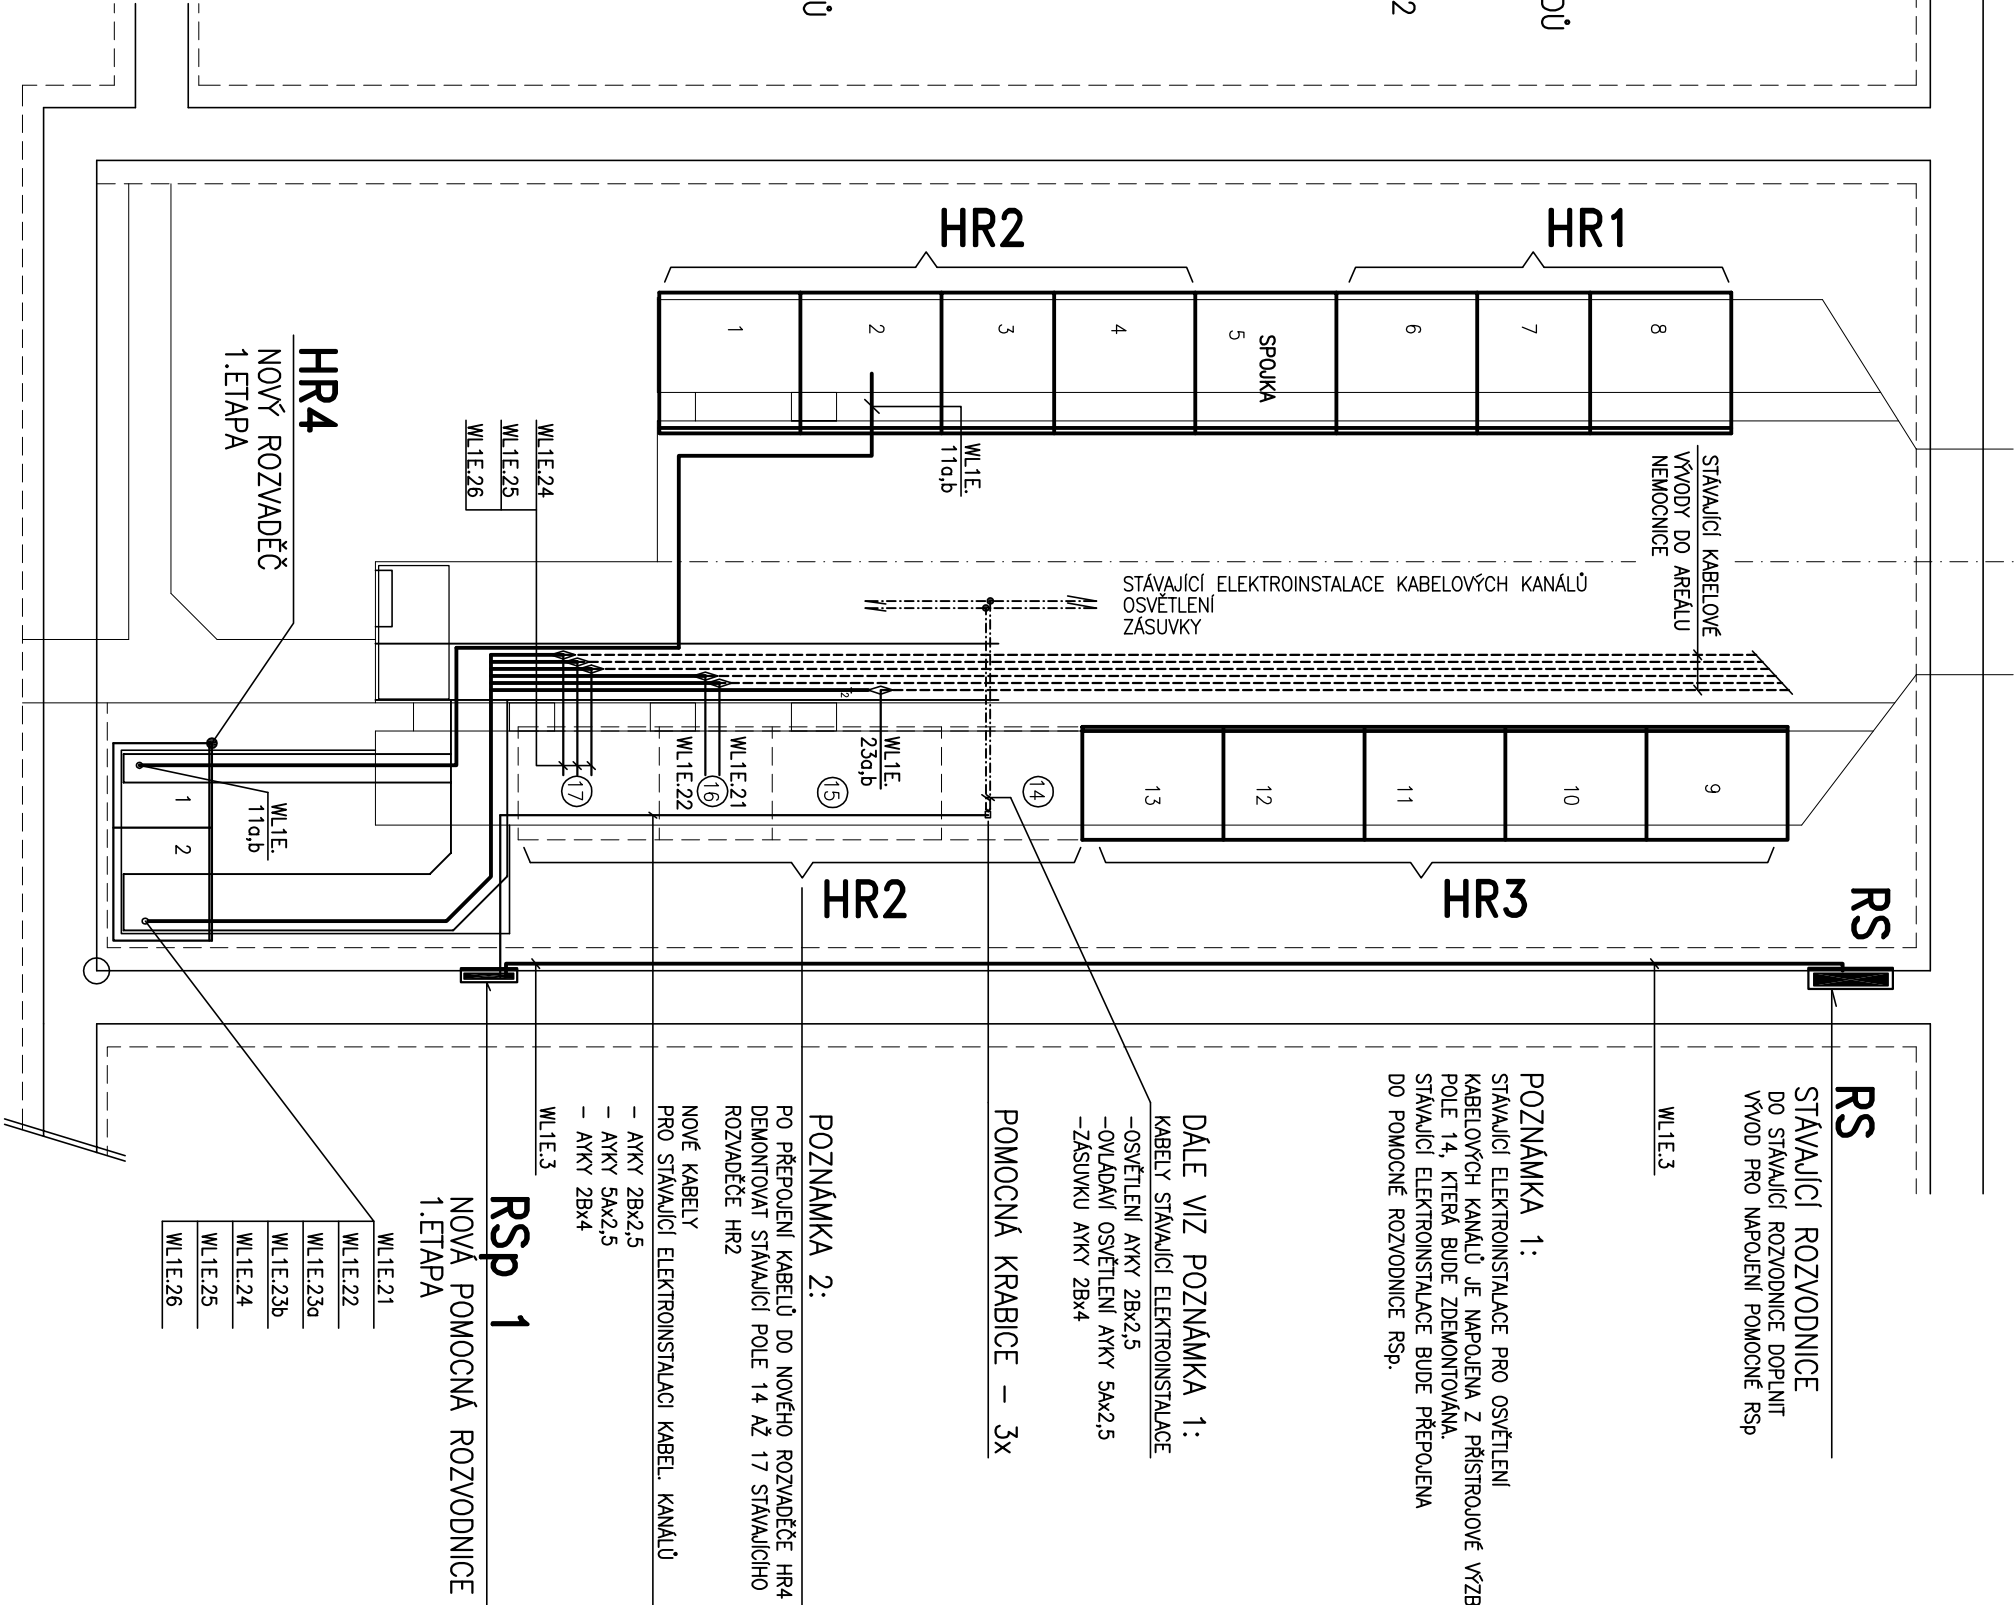 Ů
2
DŮ
HR2
HR1
1
2
3
4
5
SPOJKA
6
7
8
HR4
NOVÝ ROZVADĚČ
1.ETAPA
WL1E.24
WL1E.25
WL1E.26
WL1E.
11a,b
STÁVAJÍCÍ KABELOVÉ
VÝVODY DO AREÁLU
NEMOCNICE
STÁVAJÍCÍ ELEKTROINSTALACE KABELOVÝCH KANÁLŮ
OSVĚTLENÍ
ZÁSUVKY
2
WL1E.
11a,b
1
2
17
WL1E.21
WL1E.22
16
15
WL1E.
23a,b
14
13
12
11
10
9
HR2
HR3
RS
RS
STÁVAJÍCÍ ROZVODNICE
DO STÁVAJÍCÍ ROZVODNICE DOPLNIT
VÝVOD PRO NAPOJENÍ POMOCNÉ RSp
WL1E.3
POZNÁMKA 1:
STÁVAJÍCÍ ELEKTROINSTALACE PRO OSVĚTLENÍ
KABELOVÝCH KANÁLŮ JE NAPOJENA Z PŘÍSTROJOVÉ VÝZB
POLE 14, KTERÁ BUDE ZDEMONTOVÁNA.
STÁVAJÍCÍ ELEKTROINSTALACE BUDE PŘEPOJENA
DO POMOCNÉ ROZVODNICE RSp.
DÁLE VIZ POZNÁMKA 1:
KABELY STÁVAJÍCÍ ELEKTROINSTALACE
-OSVĚTLENÍ AYKY 2Bx2,5
-OVLÁDÁVÍ OSVĚTLENÍ AYKY 5Ax2,5
-ZÁSUVKU AYKY 2Bx4
POMOCNÁ KRABICE - 3x
POZNÁMKA 2:
PO PŘEPOJENÍ KABELŮ DO NOVÉHO ROZVADĚČE HR4
DEMONTOVAT STÁVAJÍCÍ POLE 14 AŽ 17 STÁVAJÍCÍHO
ROZVADĚČE HR2
NOVÉ KABELY
PRO STÁVAJÍCÍ ELEKTROINSTALACI KABEL. KANÁLŮ
- AYKY 2Bx2,5
- AYKY 5Ax2,5
- AYKY 2Bx4
WL1E.3
RSp 1
NOVÁ POMOCNÁ ROZVODNICE
1.ETAPA
WL1E.21
WL1E.22
WL1E.23a
WL1E.23b
WL1E.24
WL1E.25
WL1E.26